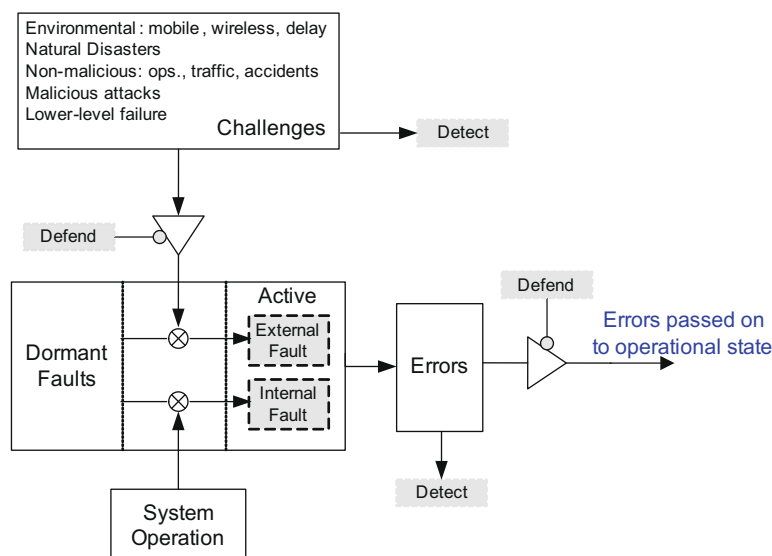 Environmental: mobile, wireless, delay
Natural Disasters
Non-malicious: ops., traffic, accidents
Malicious attacks
Lower-level failure
Challenges
Detect
Defend
Dormant
Faults
Active
External
Fault
Internal
Fault
System
Operation
Errors
Detect
Defend
Errors passed on
to operational state